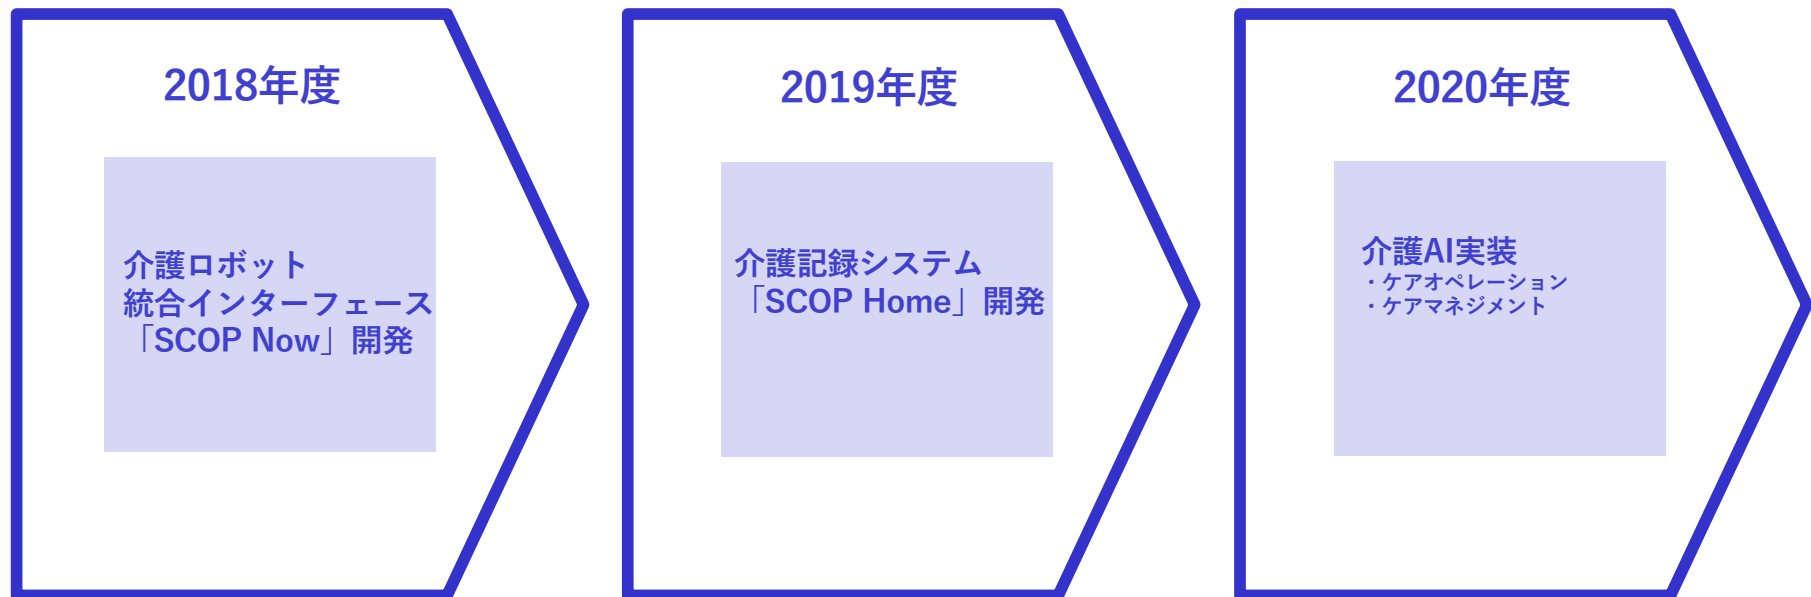 2018年度
介護ロボット
統合インターフェース
「SCOP Now」開発
2019年度
介護記録システム
「SCOP Home」開発
2020年度
介護AI実装
・ケアオペレーション
・ケアマネジメント